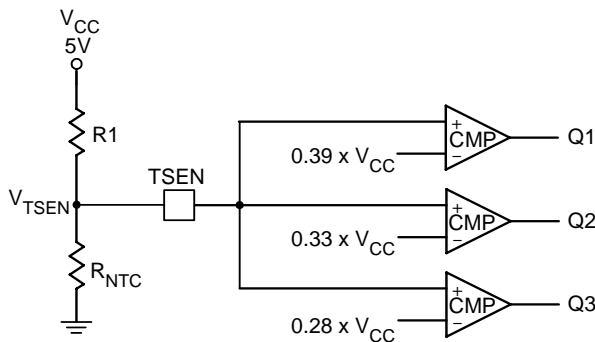 VCC
5V
R1
VTSEN
TSEN
RNTC
0.39 x VCC
+
CMP
−
Q1
0.33 x VCC
+
CMP
−
Q2
0.28 x VCC
+
CMP
−
Q3